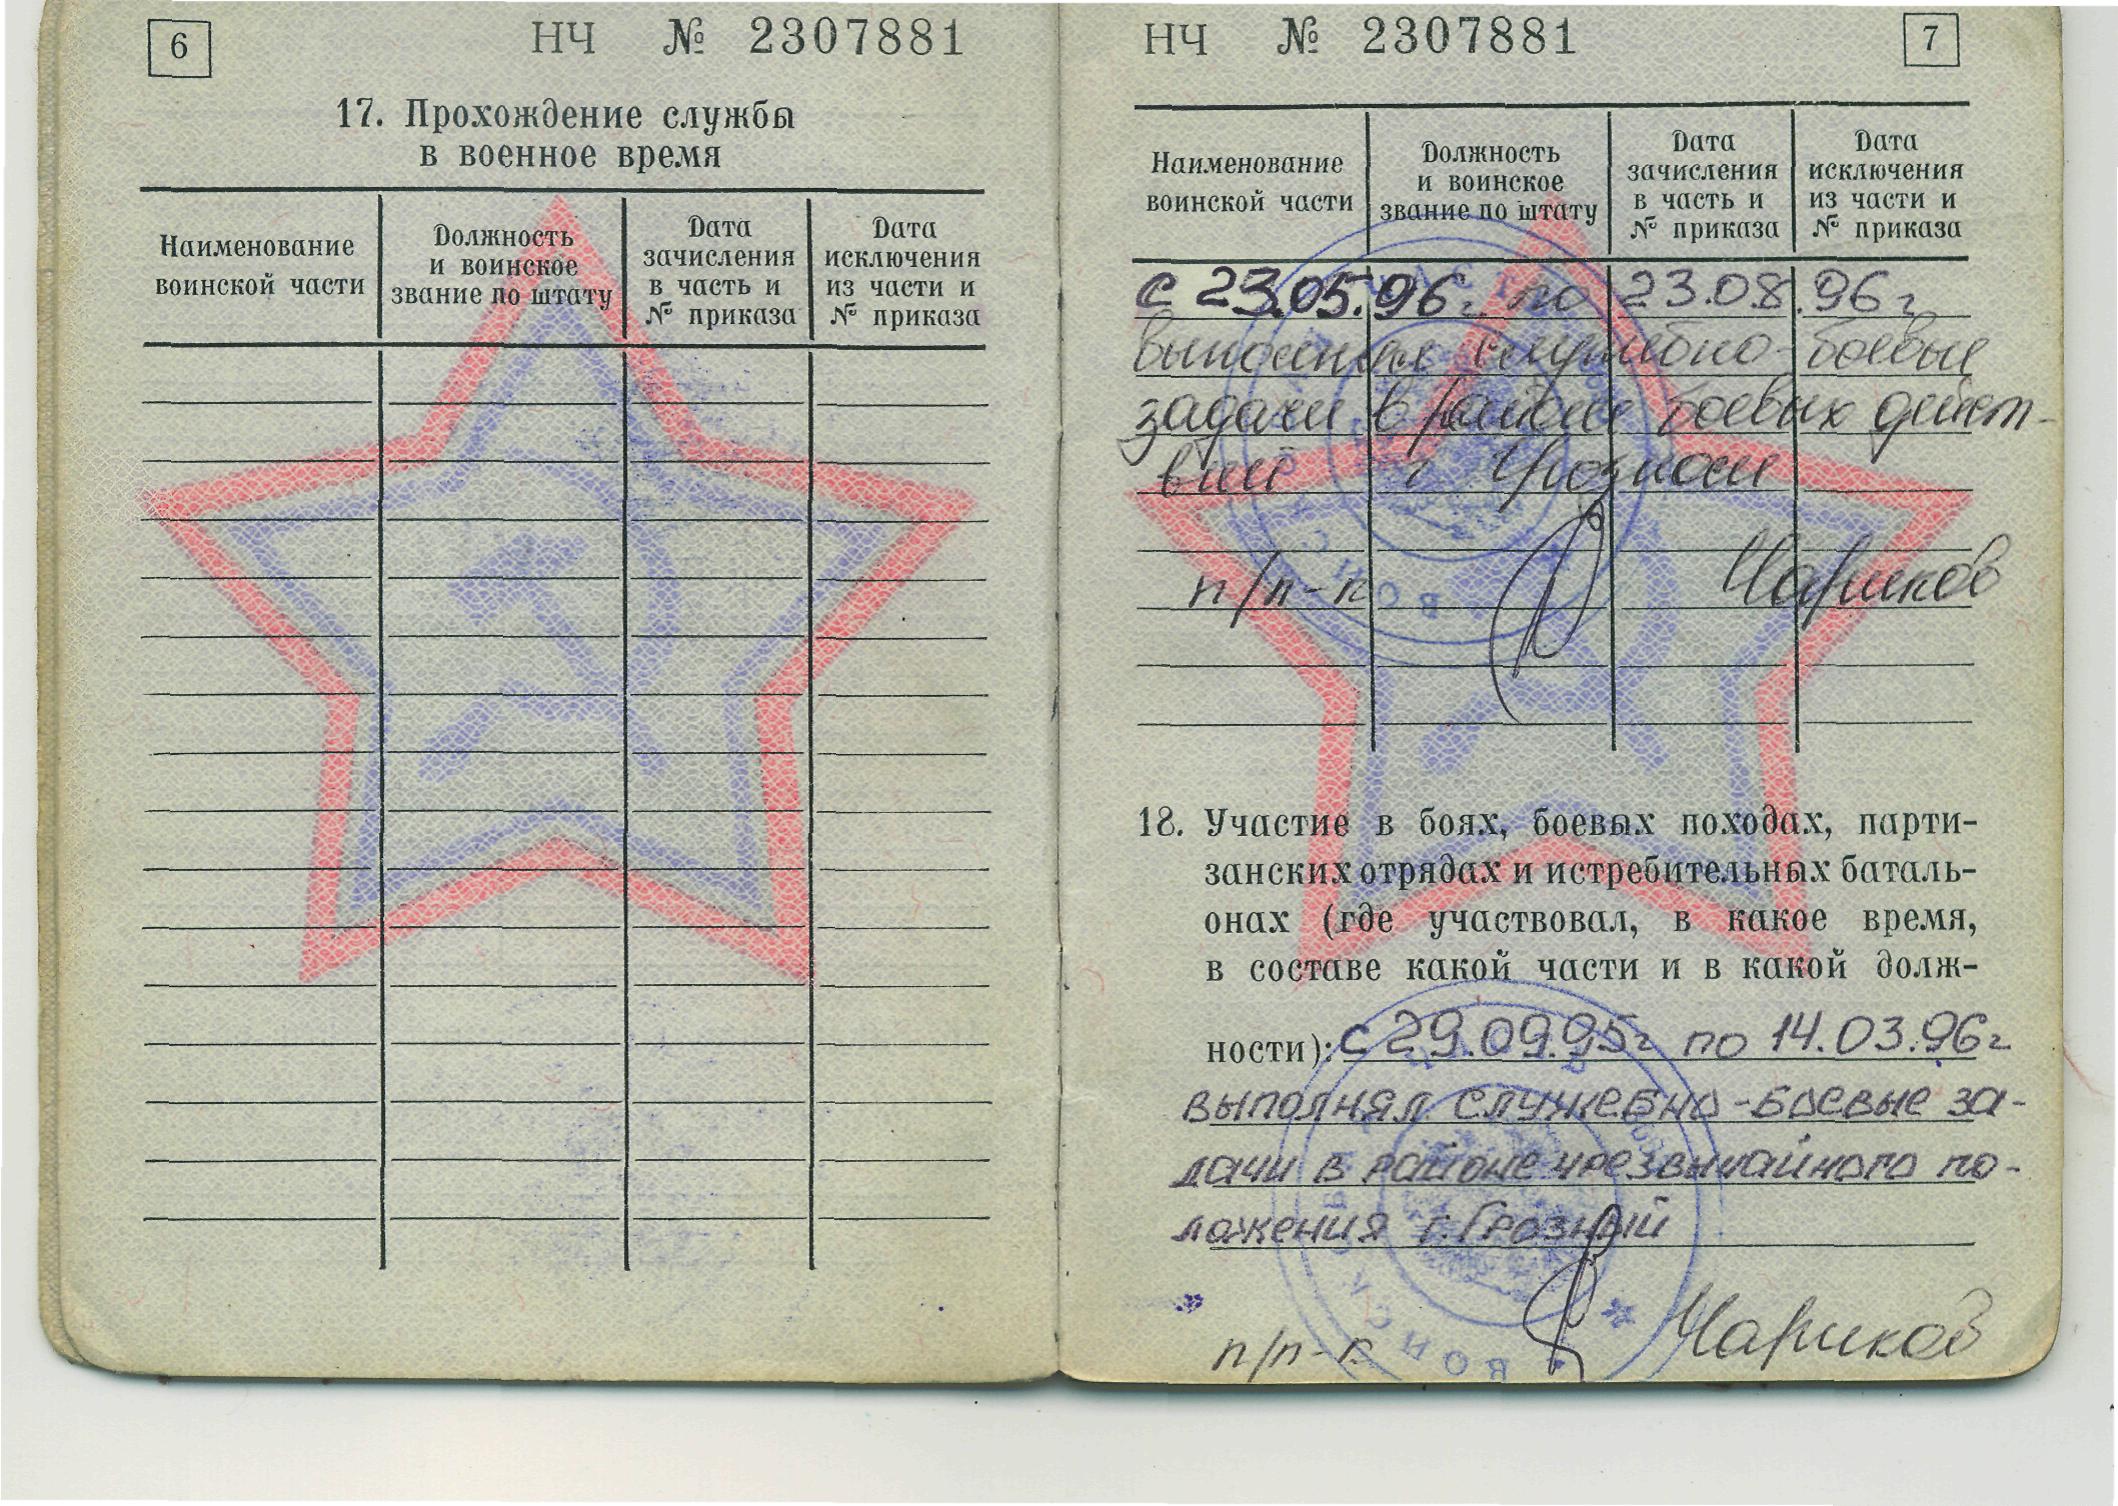 6
НЧ № 2307881
17. Прохождение службы
в военное время
Наименование
воинской части
Должность
и воинское
звание по штату
Дата
зачисления
в часть и
№ приказа
Дата
исключения
из части и
№ приказа
НЧ № 2307881
7
Наименование
воинской части
Должность
и воинское
звание по штату
Дата
зачисления
в часть и
№ приказа
Дата
исключения
из части и
№ приказа
с 23.05.96г. по 23.08.96г
выполнял служебно-боевые
задачи в районе боевых дейст-
вий г Грозном
п/п-к Чариков
18. Участие в боях, боевых походах, парти-
занских отрядах и истребительных баталь-
онах (где участвовал, в какое время,
в составе какой части и в какой долж-
ности): с 29.09.95г по 14.03.96г
выполнял служебно-боевые за-
дачи в районе чрезвычайного по-
ложения г. Грозный
п/п-к Чариков